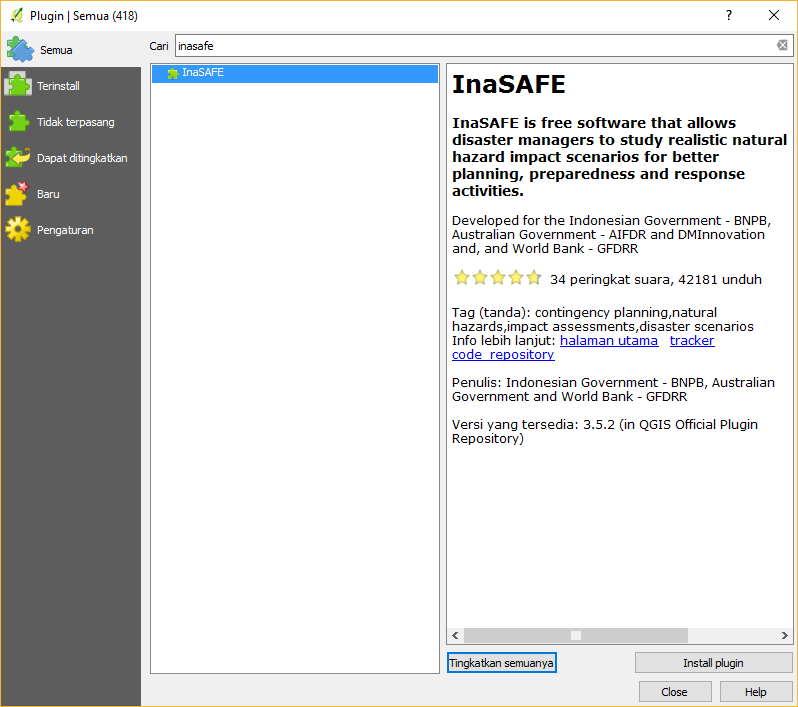 Plugin | Semua (418)
?
Semua
Cari
inasafe
Terinstall
Tidak terpasang
Dapat ditingkatkan
Baru
Pengaturan
InaSAFE
InaSAFE
InaSAFE is free software that allows
disaster managers to study realistic natural
hazard impact scenarios for better
planning, preparedness and response
activities.
Developed for the Indonesian Government - BNPB,
Australian Government - AIFDR and DMInnovation
and, and World Bank - GFDRR
34 peringkat suara, 42181 unduh
Tag (tanda): contingency planning,natural
hazards,impact assessments,disaster scenarios
Info lebih lanjut: halaman utama tracker
code_repository
Penulis: Indonesian Government - BNPB, Australian
Government and World Bank - GFDRR
Versi yang tersedia: 3.5.2 (in QGIS Official Plugin
Repository)
Tingkatkan semuanya
Install plugin
Close
Help